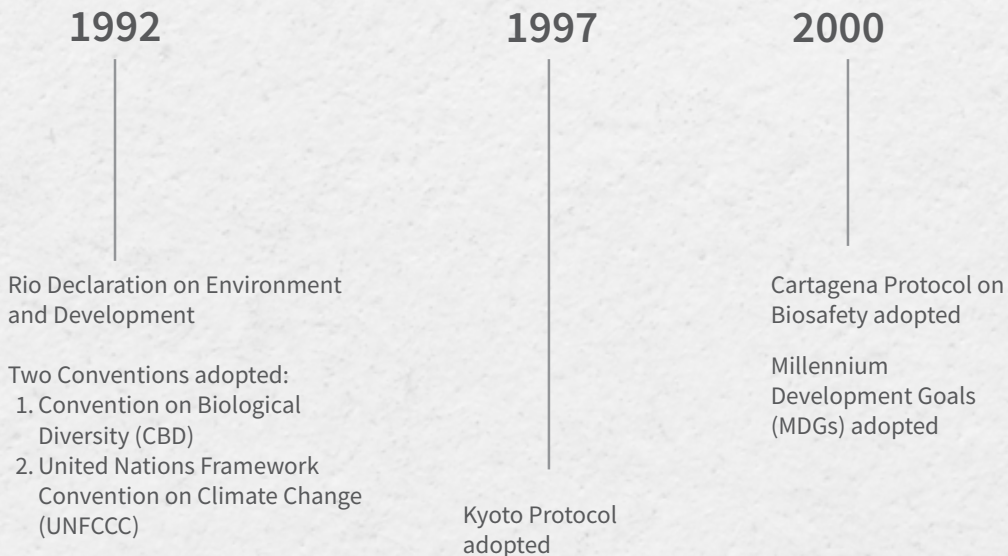 1992
Rio Declaration on Environment
and Development
Two Conventions adopted:
1. Convention on Biological
Diversity (CBD)
2. United Nations Framework
Convention on Climate Change
(UNFCCC)
1997
Kyoto Protocol
adopted
2000
Cartagena Protocol on
Biosafety adopted
Millennium
Development Goals
(MDGs) adopted